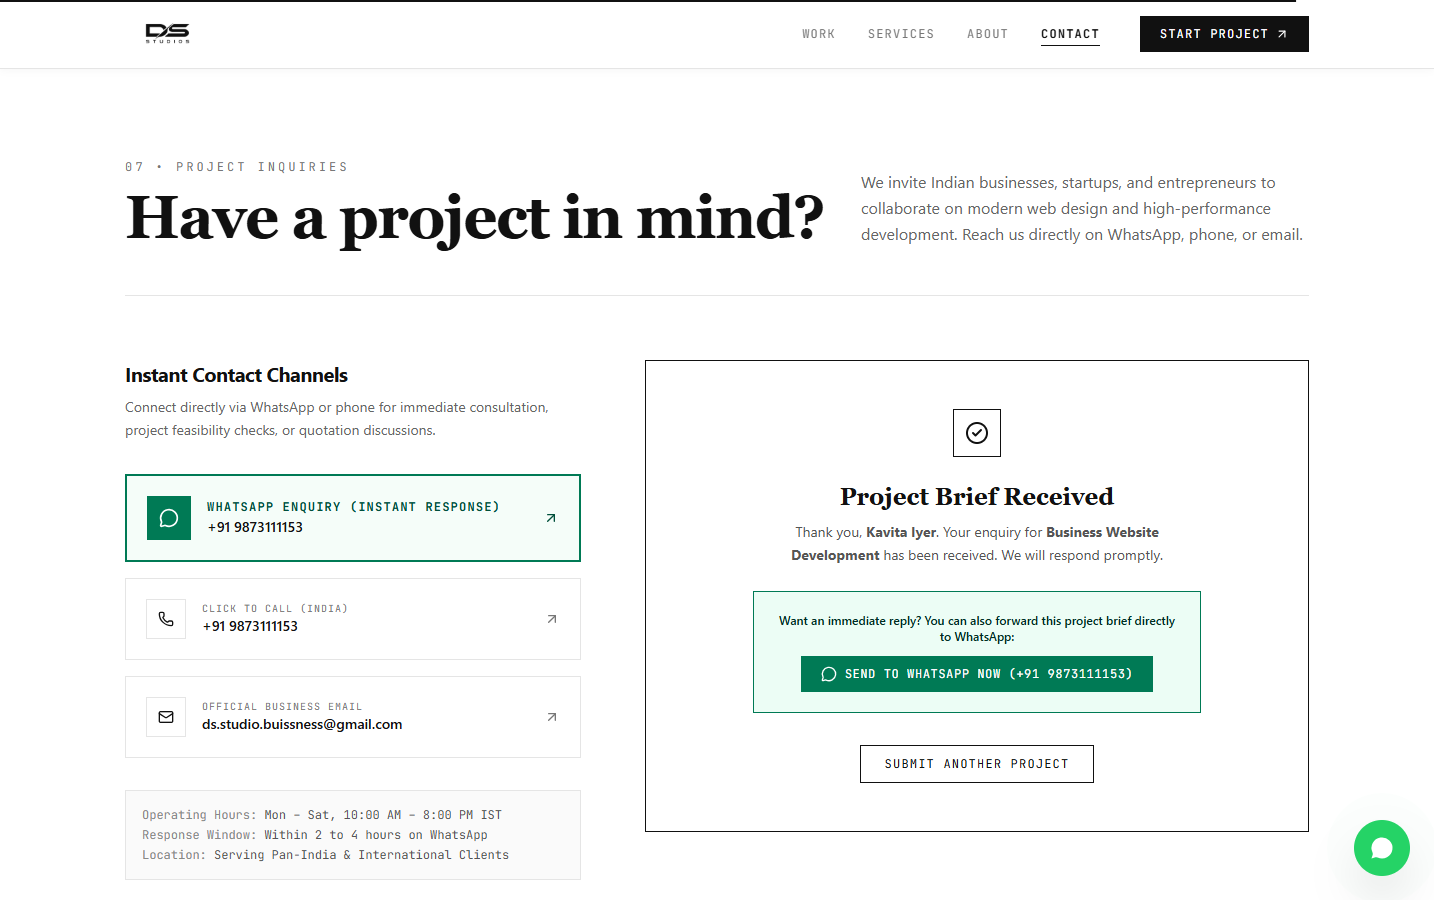 DS
STUDIOS
WORK
SERVICES
ABOUT
CONTACT
START PROJECT
07 • PROJECT INQUIRIES
Have a project in mind?
We invite Indian businesses, startups, and entrepreneurs to
collaborate on modern web design and high-performance
development. Reach us directly on WhatsApp, phone, or email.
Instant Contact Channels
Connect directly via WhatsApp or phone for immediate consultation,
project feasibility checks, or quotation discussions.
WHATSAPP ENQUIRY (INSTANT RESPONSE)
+91 9873111153
CLICK TO CALL (INDIA)
+91 9873111153
OFFICIAL BUSINESS EMAIL
ds.studio.buissness@gmail.com
Operating Hours: Mon – Sat, 10:00 AM – 8:00 PM IST
Response Window: Within 2 to 4 hours on WhatsApp
Location: Serving Pan-India & International Clients
Project Brief Received
Thank you, Kavita Iyer. Your enquiry for Business Website
Development has been received. We will respond promptly.
Want an immediate reply? You can also forward this project brief directly
to WhatsApp:
SEND TO WHATSAPP NOW (+91 9873111153)
SUBMIT ANOTHER PROJECT